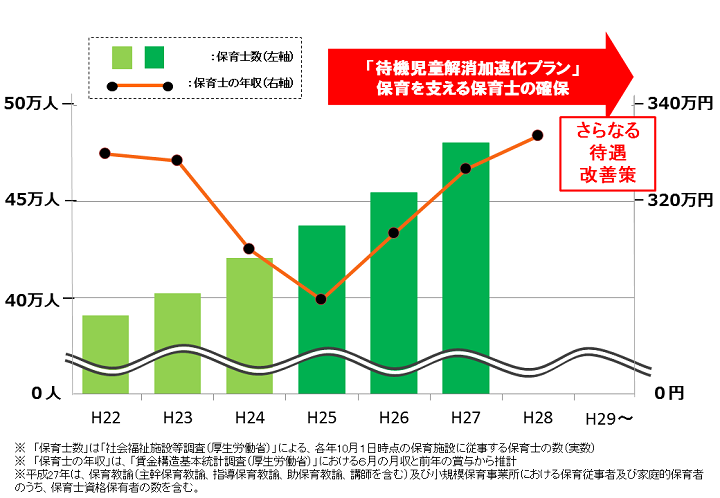 ：保育士数（左軸）
：保育士の年収（右軸）
「待機児童解消加速化プラン」
保育を支える保育士の確保
さらなる
待遇
改善策
50万人
45万人
40万人
0人
340万円
320万円
0円
H22 H23 H24 H25 H26 H27 H28 H29～
※ 「保育士数」は「社会福祉施設等調査（厚生労働省）」による、各年10月1日時点の保育施設に従事する保育士の数（実数）
※ 「保育士の年収」は、「賃金構造基本統計調査（厚生労働省）」における6月の月収と前年の賞与から推計
※平成27年は、保育教諭（主幹保育教諭、指導保育教諭、助保育教諭、講師を含む）及び小規模保育事業所における保育従事者及び家庭的保育者
のうち、保育士資格保有者の数を含む。